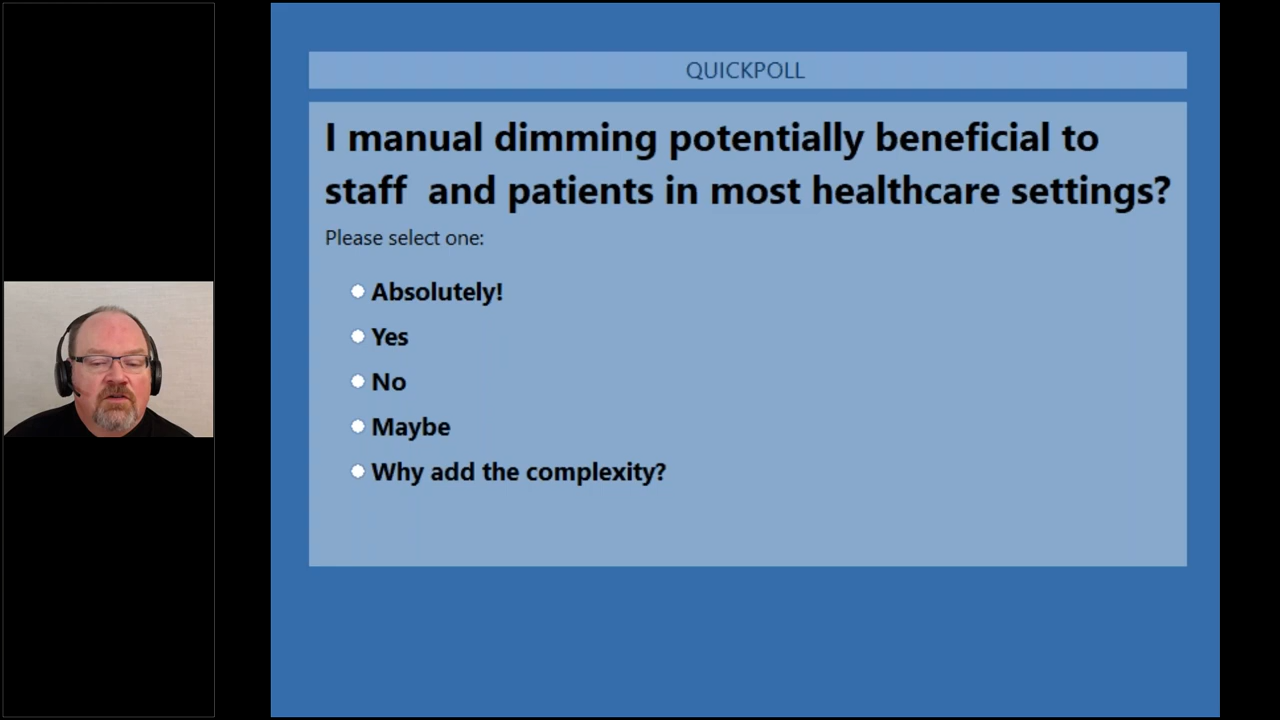 QUICKPOLL
I manual dimming potentially beneficial to
staff  and patients in most healthcare settings?
Please select one:
Absolutely!
Yes
No
Maybe
Why add the complexity?